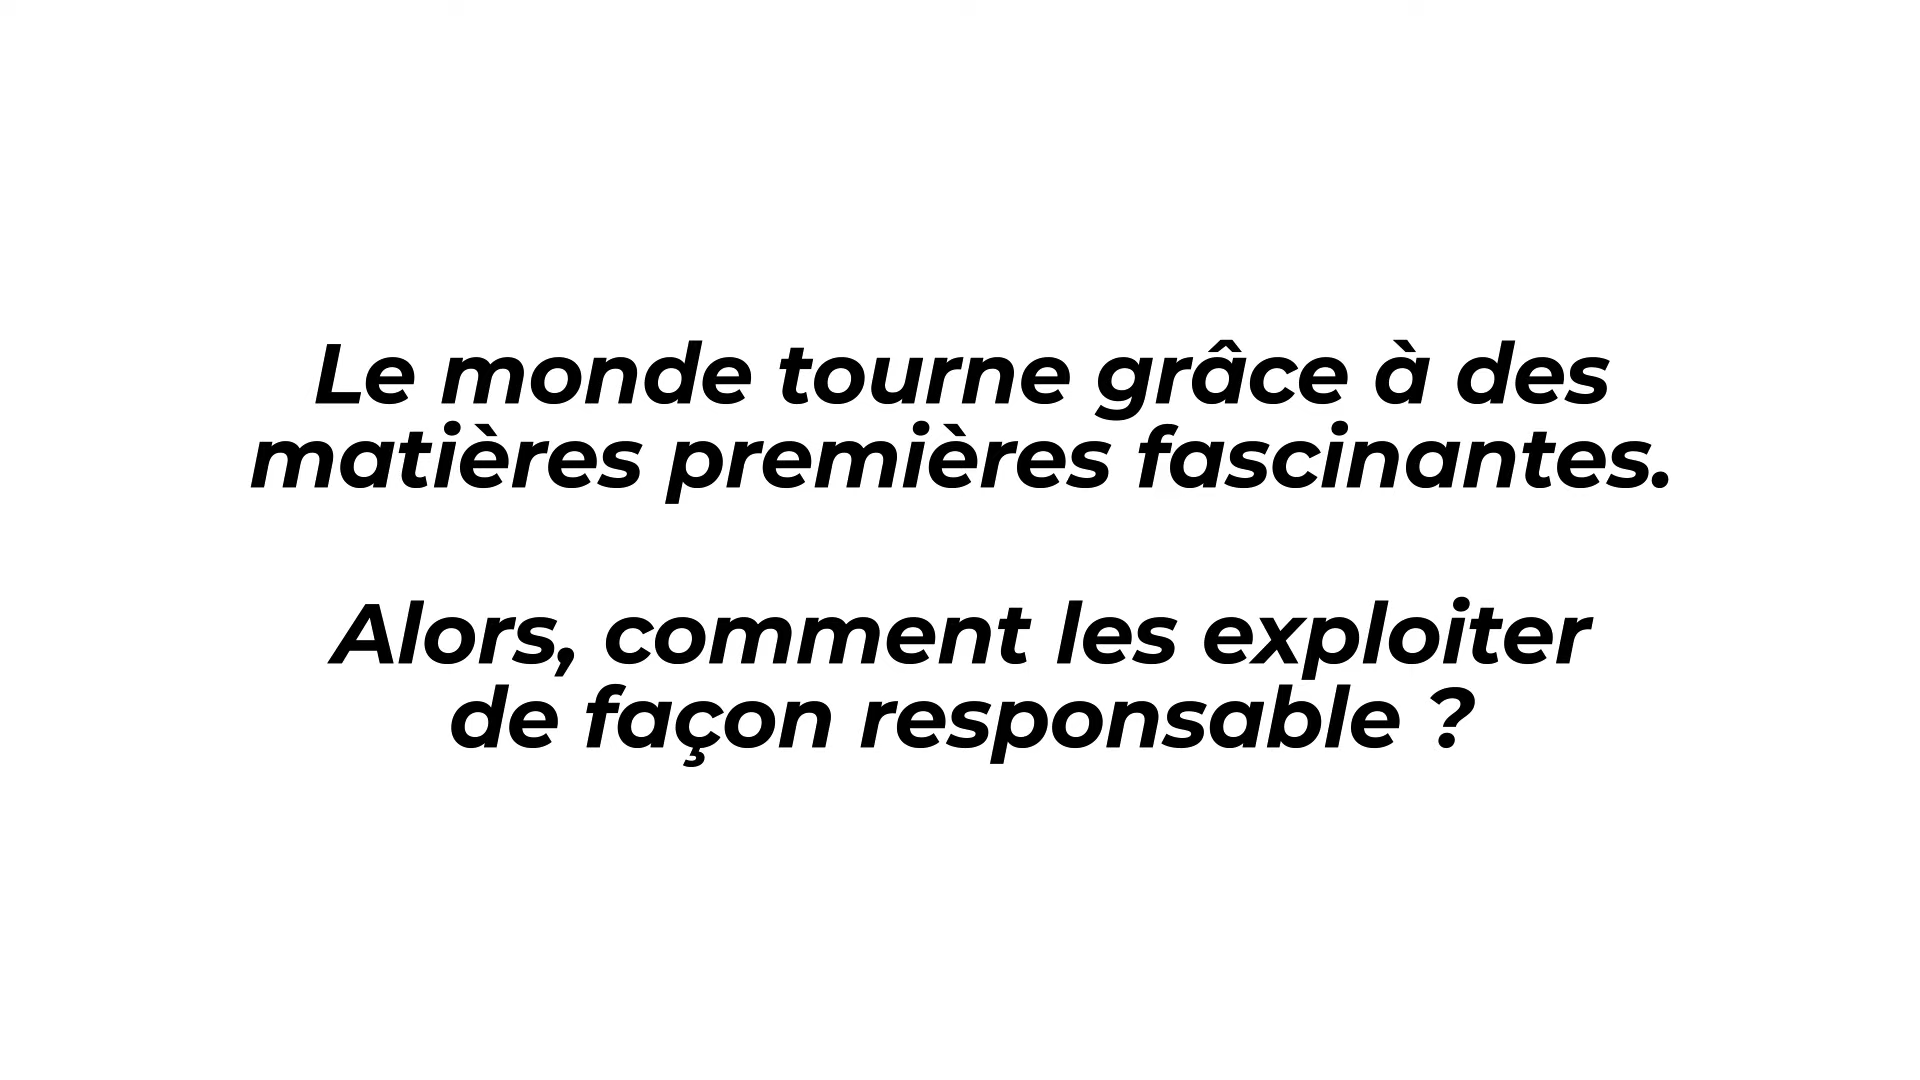 Le monde tourne grâce à des
matières premières fascinantes.
Alors, comment les exploiter
de façon responsable ?